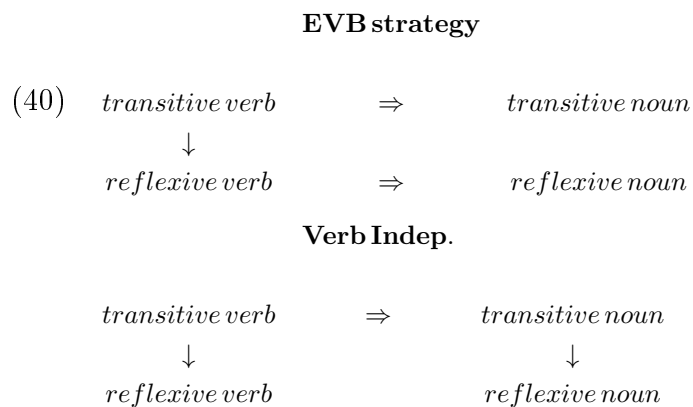 EVB strategy
(40) transitive verb ⇒ transitive noun
↓
reflexive verb ⇒ reflexive noun
Verb Indep.
transitive verb ⇒ transitive noun
↓ ↓
reflexive verb reflexive noun